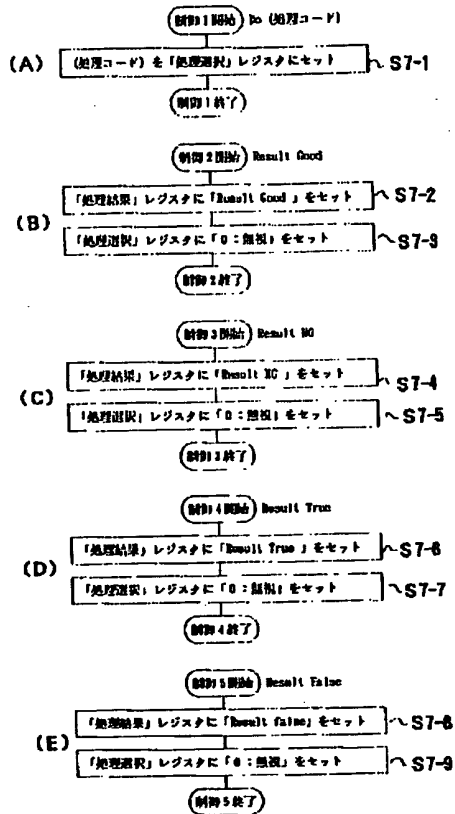 制御1開始 Do (処理コード)
(A) (処理コード)を「処理選択」レジスタにセット S7-1
制御1終了
制御2開始 Result Good
「処理結果」レジスタに「Result Good」をセット S7-2
(B)
「処理選択」レジスタに「0:無視」をセット S7-3
制御2終了
制御3開始 Result NG
「処理結果」レジスタに「Result NG」をセット S7-4
(C)
「処理選択」レジスタに「0:無視」をセット S7-5
制御3終了
制御4開始 Result True
「処理結果」レジスタに「Result True」をセット S7-6
(D)
「処理選択」レジスタに「0:無視」をセット S7-7
制御4終了
制御5開始 Result False
「処理結果」レジスタに「Result false」をセット S7-8
(E)
「処理選択」レジスタに「0:無視」をセット S7-9
制御5終了